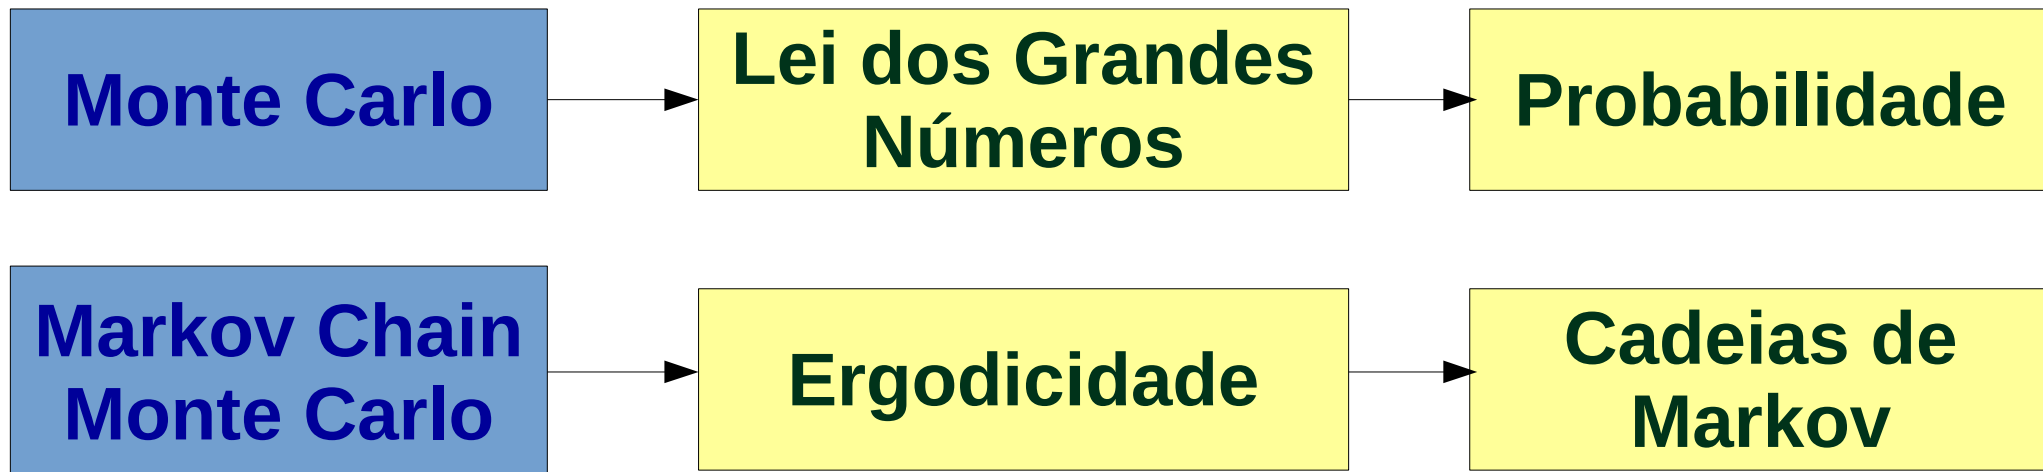 Monte Carlo
Lei dos Grandes
Números
Probabilidade
Markov Chain
Monte Carlo
Ergodicidade
Cadeias de
Markov